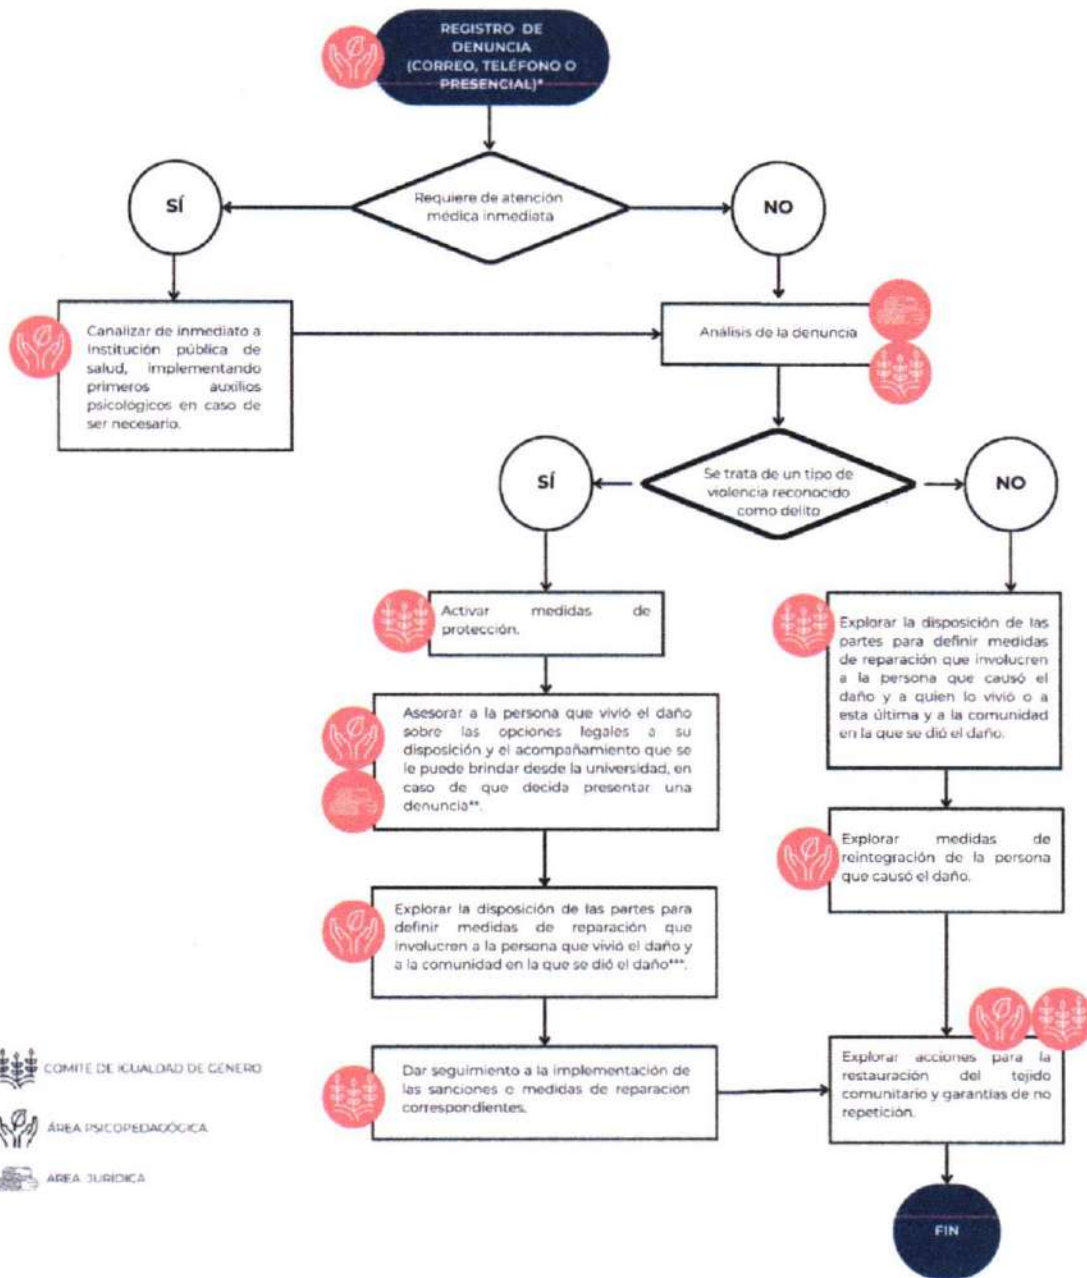 REGISTRO DE
DENUNCIA
(CORREO, TELÉFONO O
PRESENCIAL)*
Requiere de atención
médica inmediata
SÍ
NO
Canalizar de inmediato a
Institución pública de
salud, implementando
primeros auxilios
psicológicos en caso de
ser necesario.
Análisis de la denuncia
Se trata de un tipo de
violencia reconocido
como delito
SÍ
NO
Activar medidas de
protección.
Asesorar a la persona que vivió el daño
sobre las opciones legales a su
disposición y el acompañamiento que se
le puede brindar desde la universidad, en
caso de que decida presentar una
denuncia**.
Explorar la disposición de las partes para
definir medidas de reparación que
involucren a la persona que vivió el daño y
a la comunidad en la que se dió el daño***.
Dar seguimiento a la implementación de
las sanciones o medidas de reparación
correspondientes.
Explorar la disposición de las
partes para definir medidas
de reparación que involucren
a la persona que causó el
daño y a quien lo vivió o a
esta última y a la comunidad
en la que se dió el daño.
Explorar medidas de
reintegración de la persona
que causó el daño.
Explorar acciones para la
restauración del tejido
comunitario y garantías de no
repetición.
FIN
COMITE DE IGUALDAD DE GENERO
ÁREA PSICOPEDAGÓGICA
AREA JURÍDICA